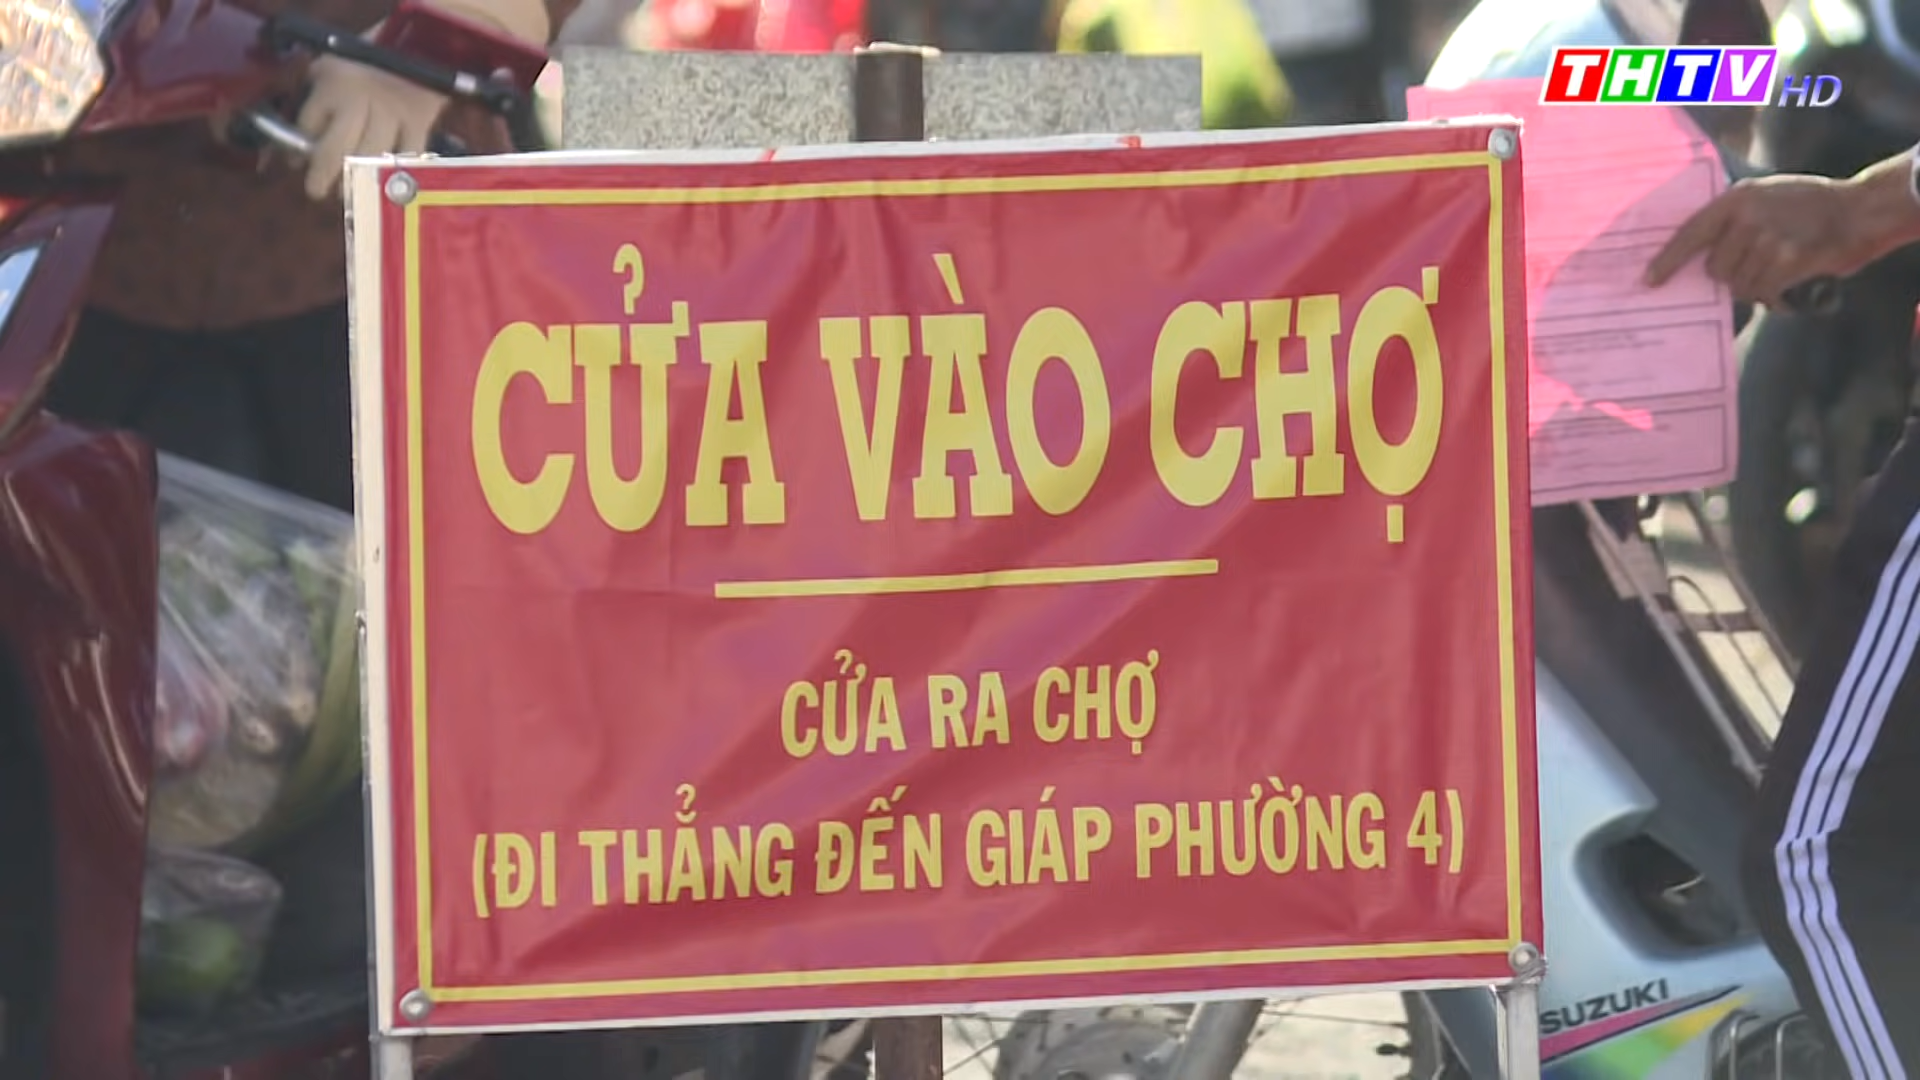 THTV HD
CỬA VÀO CHỢ
CỬA RA CHỢ
(ĐI THẲNG ĐẾN GIÁP PHƯỜNG 4)
SUZUKI